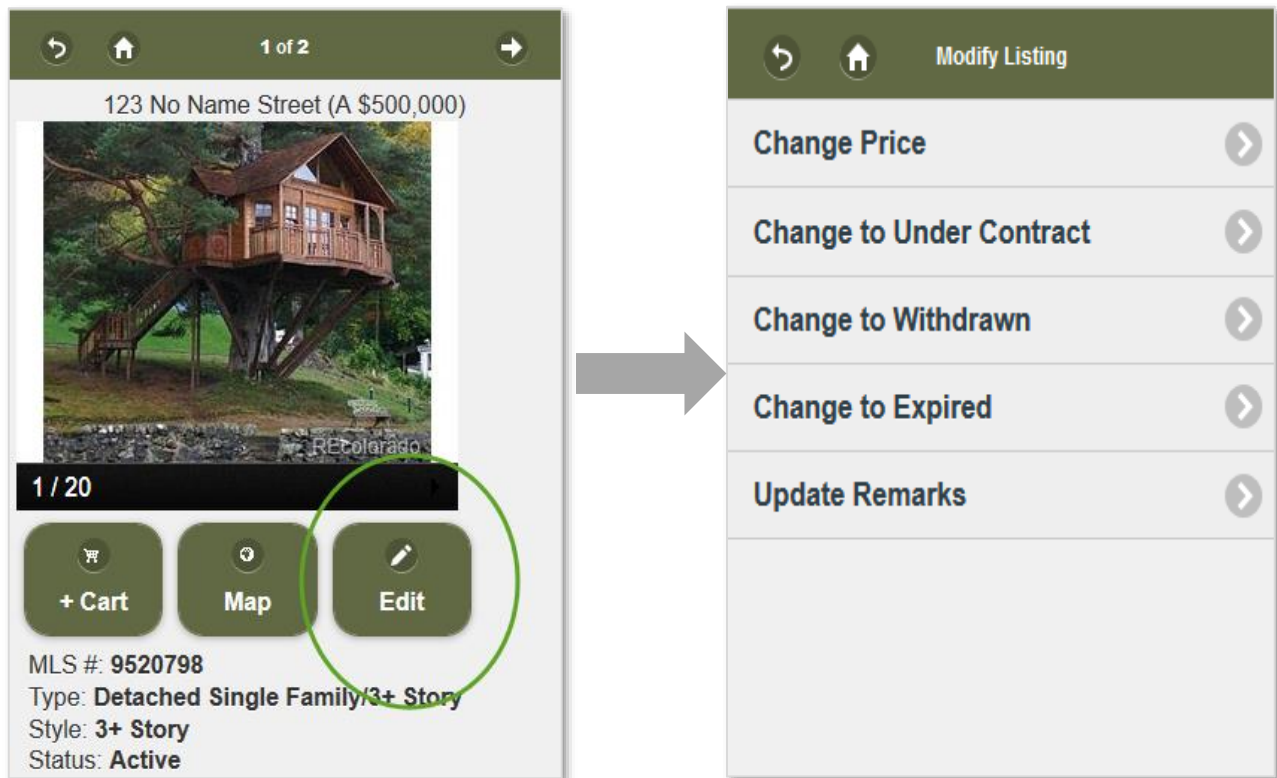 1 of 2
123 No Name Street (A $500,000)
REcolorado
1 / 20
+ Cart
Map
Edit
MLS #: 9520798
Type: Detached Single Family/3+ Story
Style: 3+ Story
Status: Active
Modify Listing
Change Price
Change to Under Contract
Change to Withdrawn
Change to Expired
Update Remarks